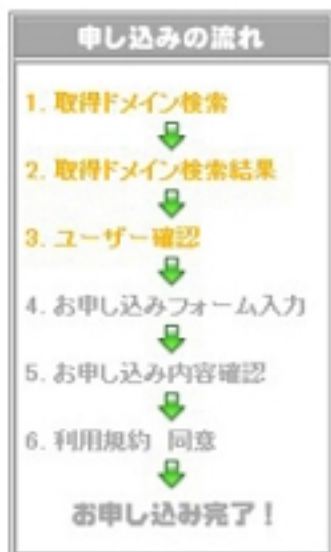 申し込みの流れ
1. 取得ドメイン検索
2. 取得ドメイン検索結果
3. ユーザー確認
4. お申し込みフォーム入力
5. お申し込み内容確認
6. 利用規約 同意
お申し込み完了！